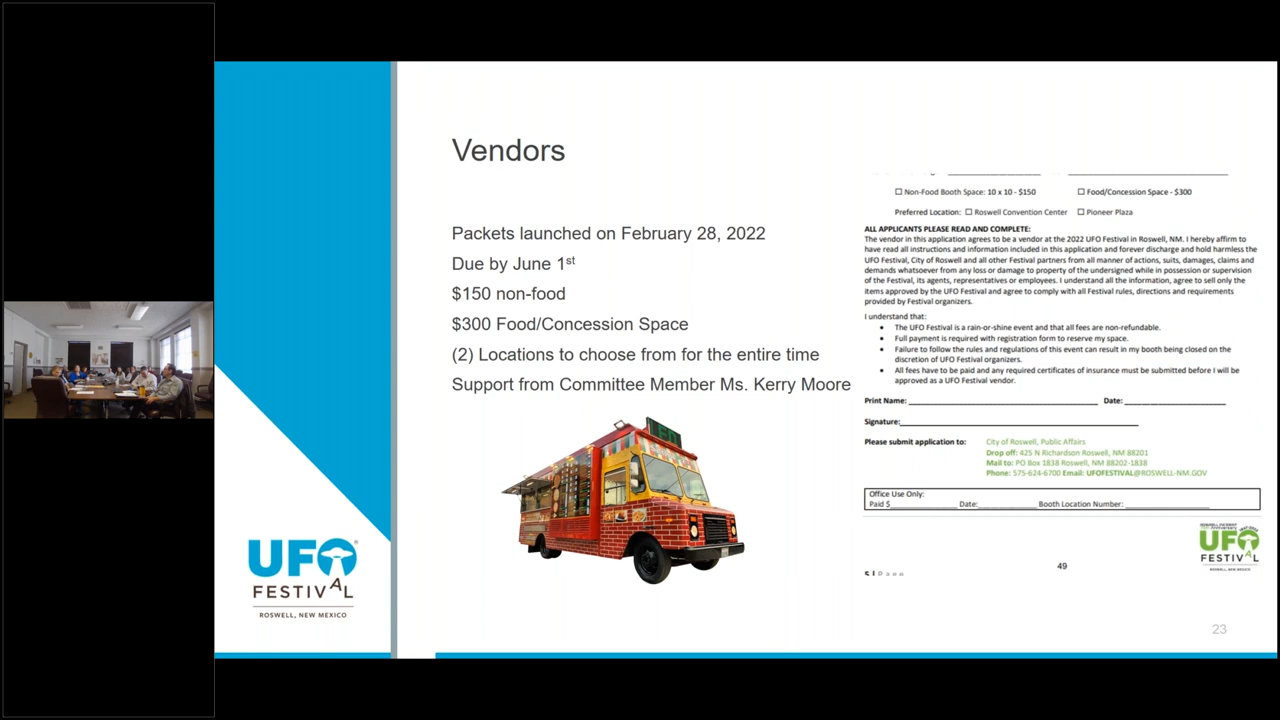 Vendors
Packets launched on February 28, 2022
Due by June 1st
$150 non-food
$300 Food/Concession Space
(2) Locations to choose from for the entire time
Support from Committee Member Ms. Kerry Moore
☐ Non-Food Booth Space: 10 x 10 - $150 ☐ Food/Concession Space - $300
Preferred Location: ☐ Roswell Convention Center ☐ Pioneer Plaza
ALL APPLICANTS PLEASE READ AND COMPLETE:
The vendor in this application agrees to be a vendor at the 2022 UFO Festival in Roswell, NM. I hereby affirm to
have read all instructions and information included in this application and forever discharge and hold harmless the
UFO Festival, City of Roswell and all other Festival partners from all manner of actions, suits, damages, claims and
demands whatsoever from any loss or damage to property of the undersigned while in possession or supervision
of the Festival, its agents, representatives or employees. I understand all the information, agree to sell only the
items approved by the UFO Festival and agree to comply with all Festival rules, directions and requirements
provided by Festival organizers.
I understand that:
• The UFO Festival is a rain-or-shine event and that all fees are non-refundable.
• Full payment is required with registration form to reserve my space.
• Failure to follow the rules and regulations of this event can result in my booth being closed on the
discretion of UFO Festival organizers.
• All fees have to be paid and any required certificates of insurance must be submitted before I will be
approved as a UFO Festival vendor.
Print Name: Date:
Signature:
Please submit application to: City of Roswell, Public Affairs
Drop off: 425 N Richardson Roswell, NM 88201
Mail to: PO Box 1838 Roswell, NM 88202-1838
Phone: 575-624-6700 Email: UFOFESTIVAL@ROSWELL-NM.GOV
Office Use Only:
Paid $ Date: Booth Location Number:
UFO
FESTIVAL
ROSWELL, NEW MEXICO
49
UFO
FESTIVAL
ROSWELL, NEW MEXICO
23